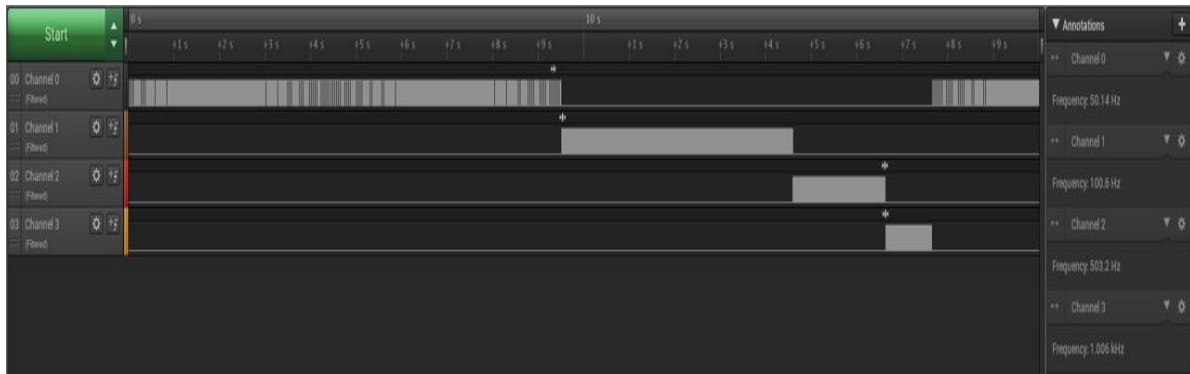 Start
0 s
10 s
+1 s +2 s +3 s +4 s +5 s +6 s +7 s +8 s +9 s
+1 s +2 s +3 s +4 s +5 s +6 s +7 s +8 s +9 s
00 Channel 0
(Filtered)
01 Channel 1
(Filtered)
02 Channel 2
(Filtered)
03 Channel 3
(Filtered)
Annotations
Channel 0
Frequency: 50.14 Hz
Channel 1
Frequency: 100.6 Hz
Channel 2
Frequency: 503.2 Hz
Channel 3
Frequency: 1.006 kHz